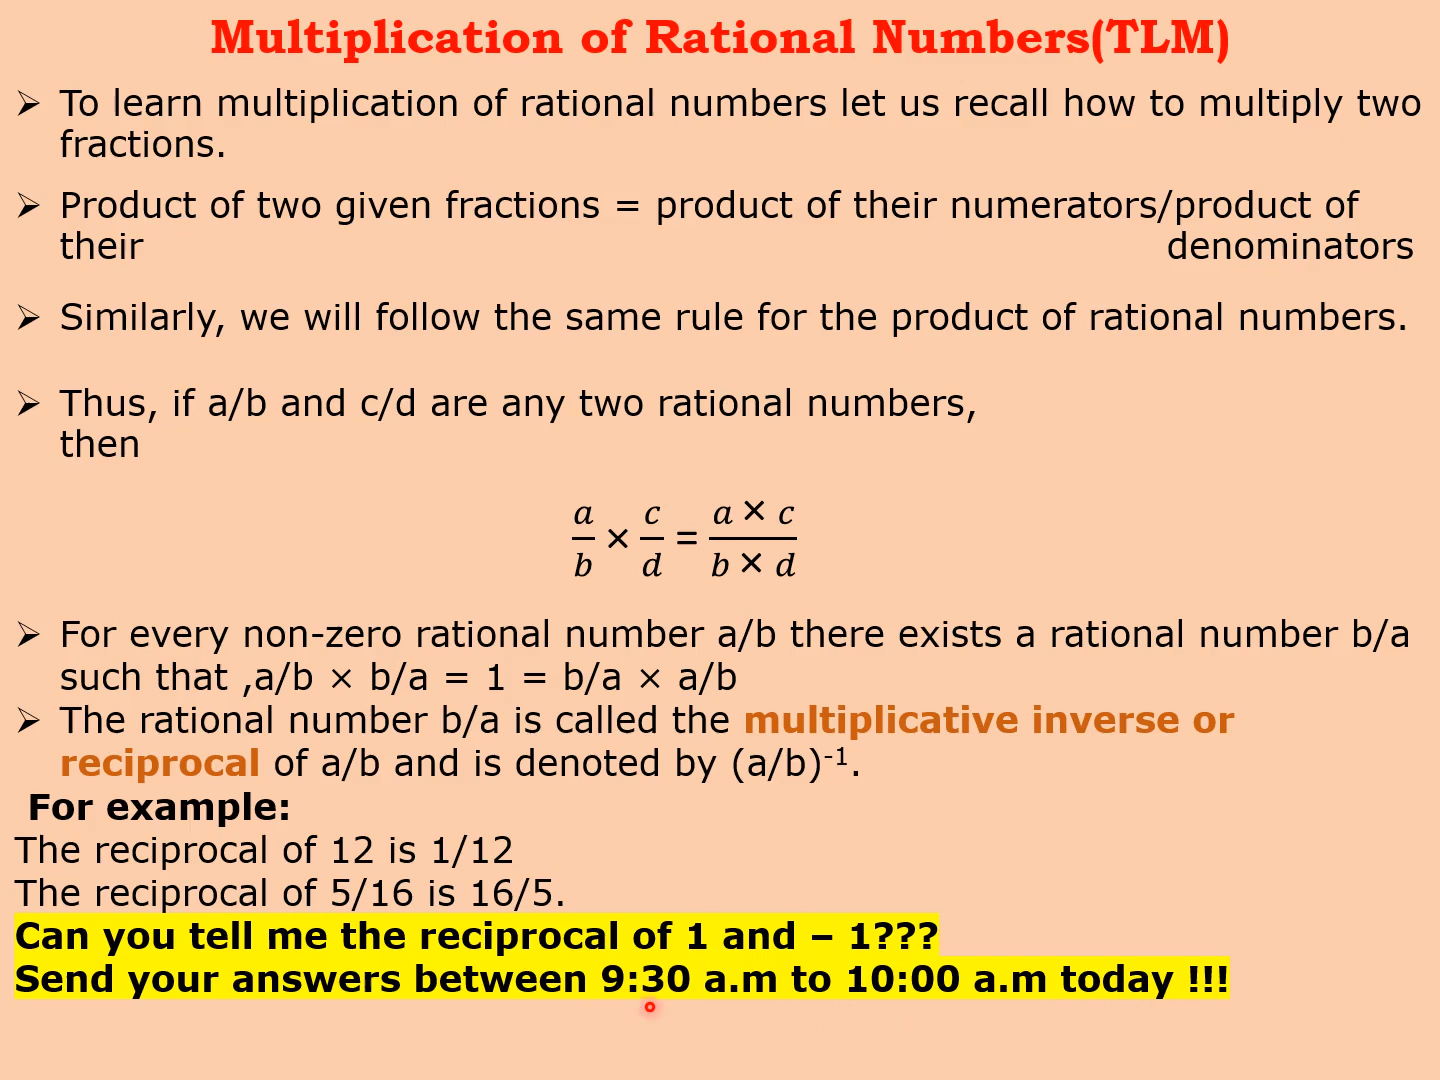 Multiplication of Rational Numbers(TLM)
➢ To learn multiplication of rational numbers let us recall how to multiply two
fractions.
➢ Product of two given fractions = product of their numerators/product of
their denominators
➢ Similarly, we will follow the same rule for the product of rational numbers.
➢ Thus, if a/b and c/d are any two rational numbers,
then
a/b × c/d = (a × c)/(b × d)
➢ For every non-zero rational number a/b there exists a rational number b/a
such that ,a/b × b/a = 1 = b/a × a/b
➢ The rational number b/a is called the multiplicative inverse or
reciprocal of a/b and is denoted by (a/b)⁻¹.
For example:
The reciprocal of 12 is 1/12
The reciprocal of 5/16 is 16/5.
Can you tell me the reciprocal of 1 and – 1???
Send your answers between 9:30 a.m to 10:00 a.m today !!!